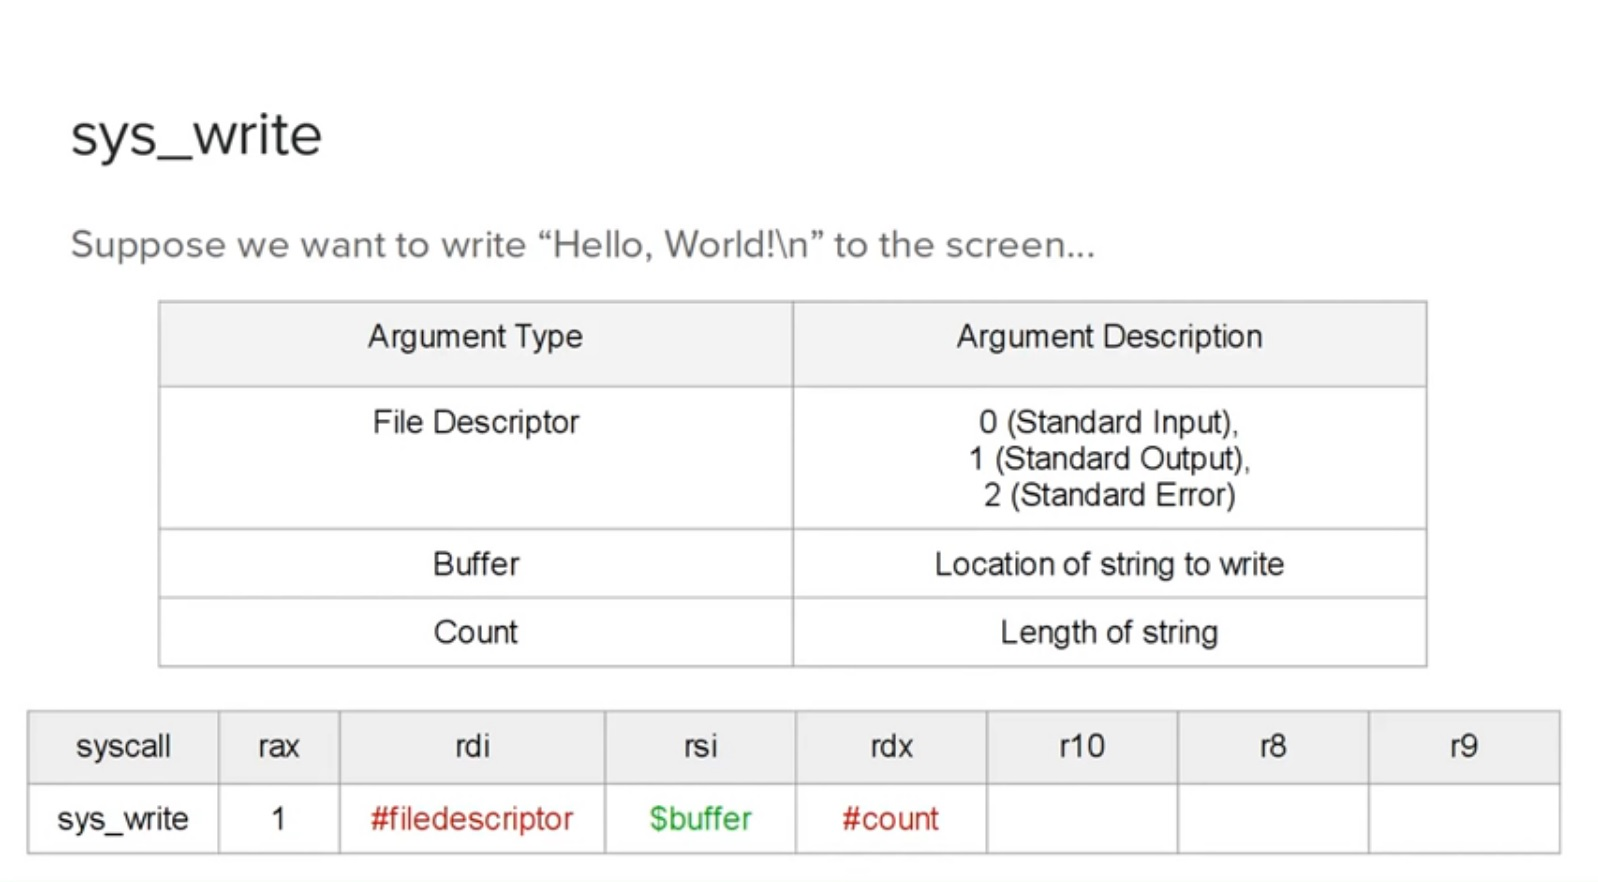 sys_write
Suppose we want to write “Hello, World!\n” to the screen...
Argument Type Argument Description
File Descriptor 0 (Standard Input),
1 (Standard Output),
2 (Standard Error)
Buffer Location of string to write
Count Length of string
syscall rax rdi rsi rdx r10 r8 r9
sys_write 1 #filedescriptor $buffer #count